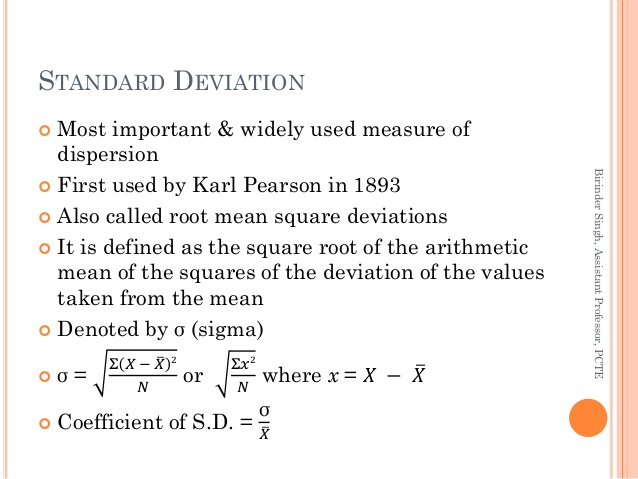 STANDARD DEVIATION
Most important & widely used measure of
dispersion
First used by Karl Pearson in 1893
Also called root mean square deviations
It is defined as the square root of the arithmetic
mean of the squares of the deviation of the values
taken from the mean
Denoted by σ (sigma)
σ = √(Σ(X − X̄)²/N) or √(Σx²/N) where x = X − X̄
Coefficient of S.D. = σ/X̄
Birinder Singh, Assistant Professor, PCTE